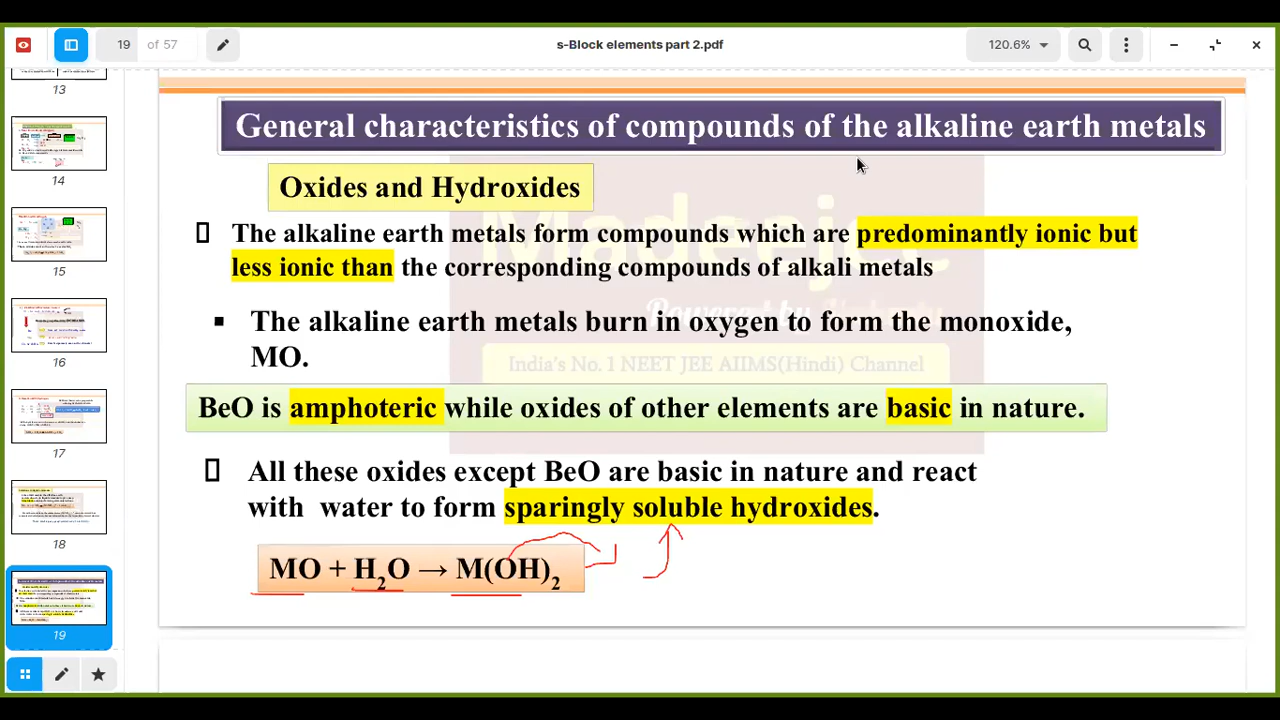 19 of 57
s-Block elements part 2.pdf
120.6%
13
14
15
16
17
18
19
General characteristics of compounds of the alkaline earth metals
Oxides and Hydroxides
The alkaline earth metals form compounds which are predominantly ionic but
less ionic than the corresponding compounds of alkali metals
▪ The alkaline earth metals burn in oxygen to form the monoxide,
MO.
India's No. 1 NEET JEE AIIMS(Hindi) Channel
BeO is amphoteric while oxides of other elements are basic in nature.
All these oxides except BeO are basic in nature and react
with water to form sparingly soluble hydroxides.
MO + H₂O → M(OH)₂